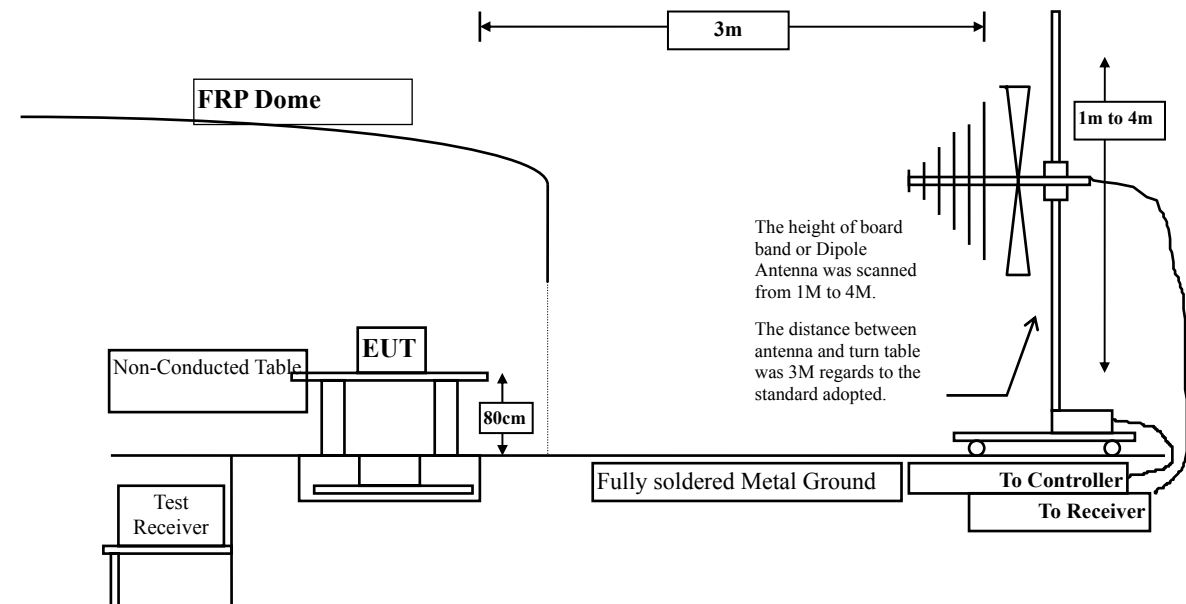 3m
FRP Dome
1m to 4m
The height of board
band or Dipole
Antenna was scanned
from 1M to 4M.
The distance between
antenna and turn table
was 3M regards to the
standard adopted.
EUT
Non-Conducted Table
80cm
Fully soldered Metal Ground
To Controller
To Receiver
Test
Receiver